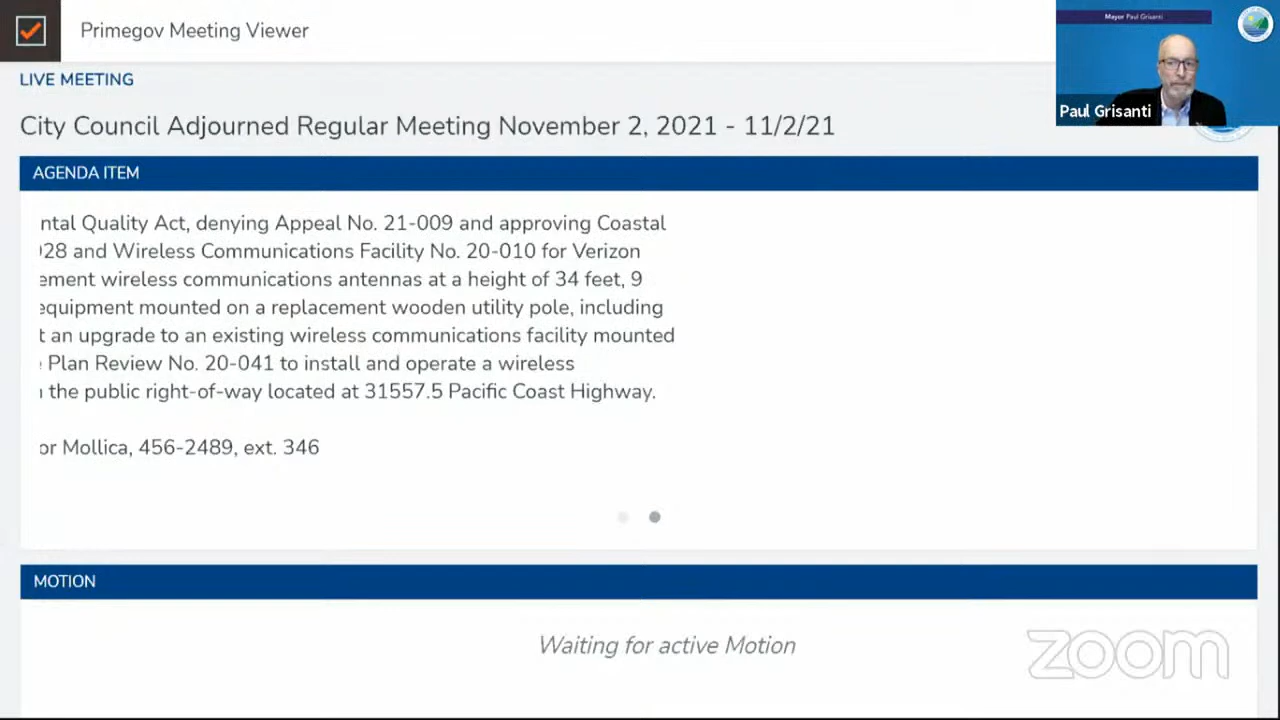 Primegov Meeting Viewer
Mayor Paul Grisanti
Paul Grisanti
LIVE MEETING
City Council Adjourned Regular Meeting November 2, 2021 - 11/2/21
AGENDA ITEM
ntal Quality Act, denying Appeal No. 21-009 and approving Coastal
28 and Wireless Communications Facility No. 20-010 for Verizon
ement wireless communications antennas at a height of 34 feet, 9
equipment mounted on a replacement wooden utility pole, including
t an upgrade to an existing wireless communications facility mounted
Plan Review No. 20-041 to install and operate a wireless
the public right-of-way located at 31557.5 Pacific Coast Highway.
or Mollica, 456-2489, ext. 346
MOTION
Waiting for active Motion
zoom